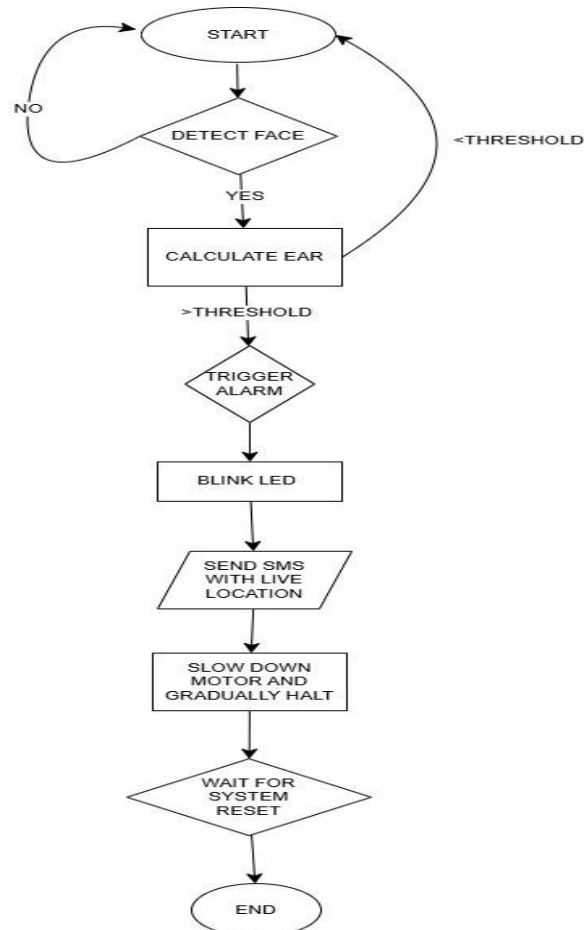 START
NO
DETECT FACE
<THRESHOLD
YES
CALCULATE EAR
>THRESHOLD
TRIGGER
ALARM
BLINK LED
SEND SMS
WITH LIVE
LOCATION
SLOW DOWN
MOTOR AND
GRADUALLY HALT
WAIT FOR
SYSTEM
RESET
END